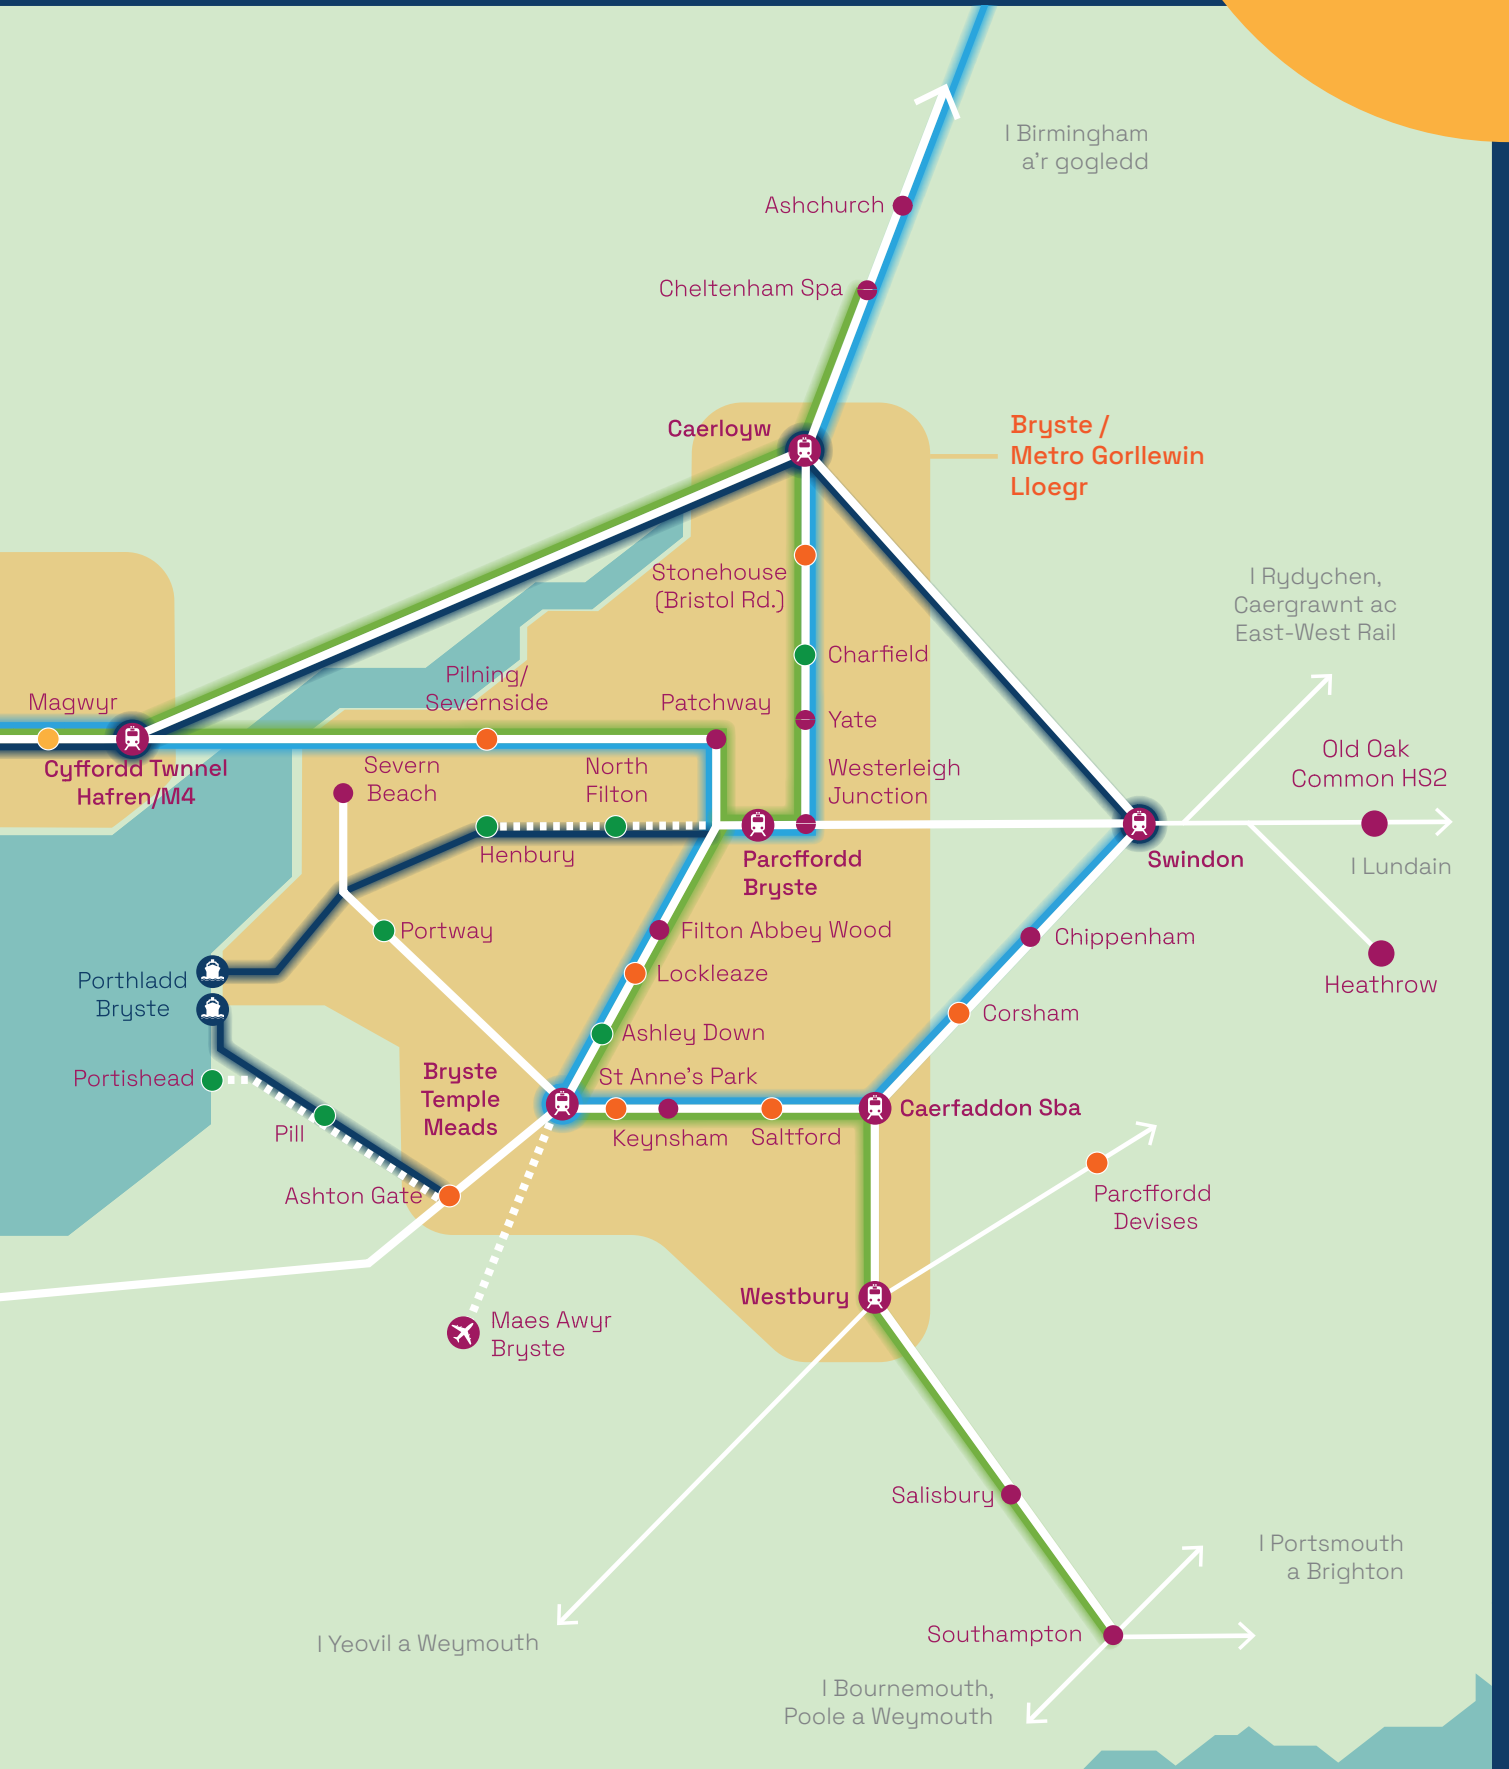 I Birmingham
a'r gogledd
Ashchurch
Cheltenham Spa
Caerloyw
Bryste /
Metro Gorllewin
Lloegr
Stonehouse
(Bristol Rd.)
I Rydychen,
Caergrawnt ac
East-West Rail
Charfield
Pilning/
Severnside
Magwyr
Patchway
Yate
Old Oak
Common HS2
Cyffordd Twnnel
Hafren/M4
Severn
Beach
North
Filton
Westerleigh
Junction
Henbury
Parcffordd
Bryste
Swindon
I Lundain
Portway
Filton Abbey Wood
Chippenham
Lockleaze
Heathrow
Porthladd
Bryste
Corsham
Ashley Down
Portishead
Bryste
Temple
Meads
St Anne's Park
Caerfaddon Sba
Pill
Keynsham
Saltford
Ashton Gate
Parcffordd
Devises
Westbury
Maes Awyr
Bryste
Salisbury
I Portsmouth
a Brighton
I Yeovil a Weymouth
Southampton
I Bournemouth,
Poole a Weymouth